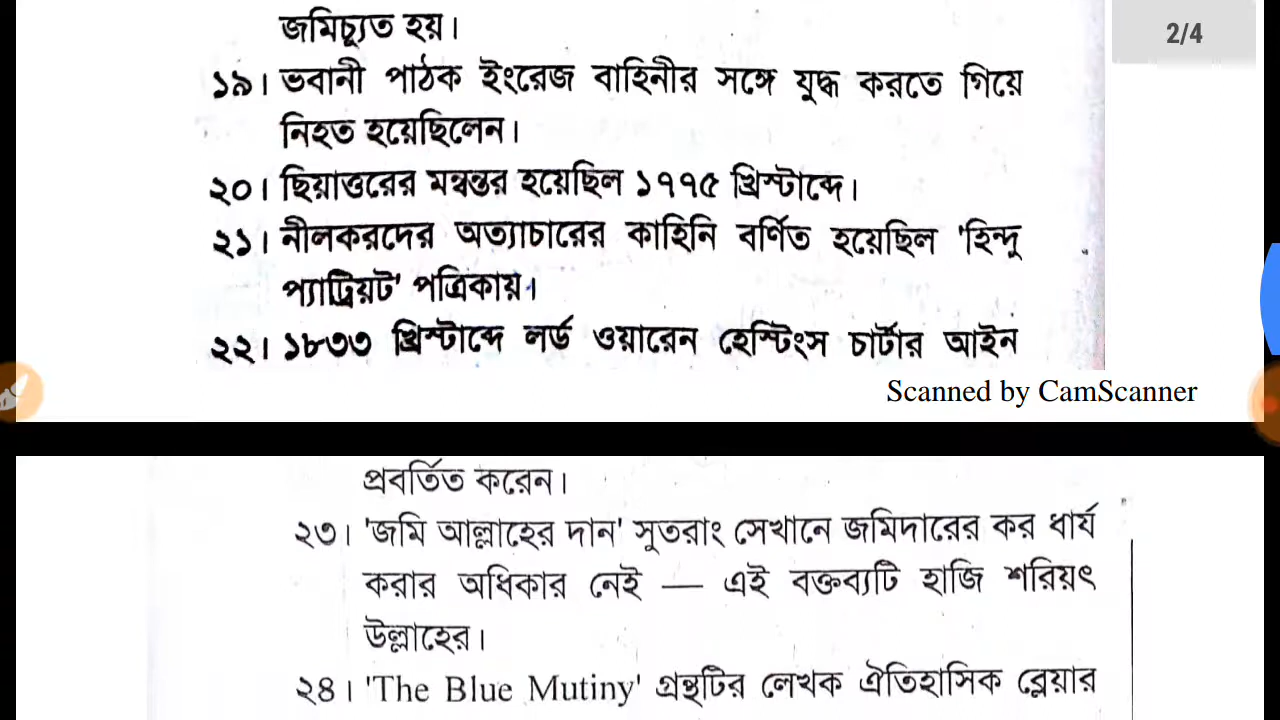 জমিচ্যুত হয়।
2/4
১৯। ভবানী পাঠক ইংরেজ বাহিনীর সঙ্গে যুদ্ধ করতে গিয়ে
নিহত হয়েছিলেন।
২০। ছিয়াত্তরের মন্বন্তর হয়েছিল ১৭৭৫ খ্রিস্টাব্দে।
২১। নীলকরদের অত্যাচারের কাহিনি বর্ণিত হয়েছিল 'হিন্দু
প্যাট্রিয়ট' পত্রিকায়।
২২। ১৮৩৩ খ্রিস্টাব্দে লর্ড ওয়ারেন হেস্টিংস চার্টার আইন
Scanned by CamScanner
প্রবর্তিত করেন।
২৩। 'জমি আল্লাহের দান' সুতরাং সেখানে জমিদারের কর ধার্য
করার অধিকার নেই — এই বক্তব্যটি হাজি শরিয়ৎ
উল্লাহের।
২৪। 'The Blue Mutiny' গ্রন্থটির লেখক ঐতিহাসিক ব্লেয়ার